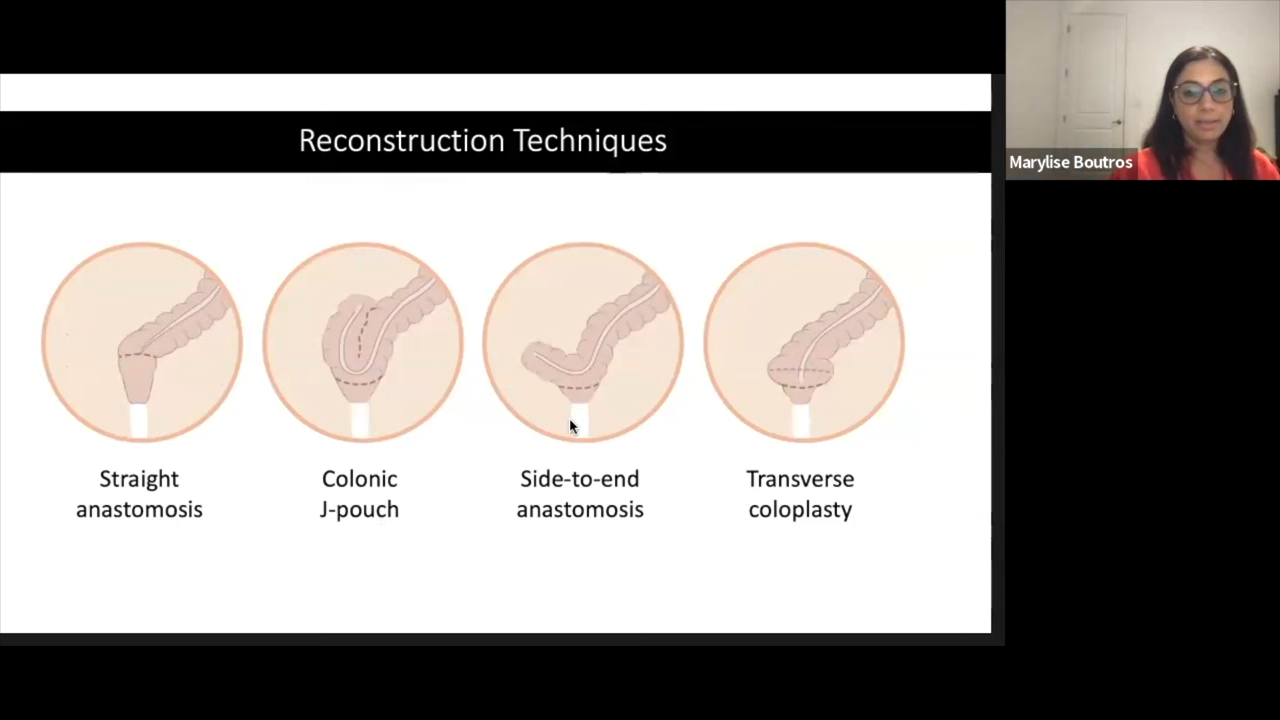 Reconstruction Techniques
Marylise Boutros
Straight
anastomosis
Colonic
J-pouch
Side-to-end
anastomosis
Transverse
coloplasty